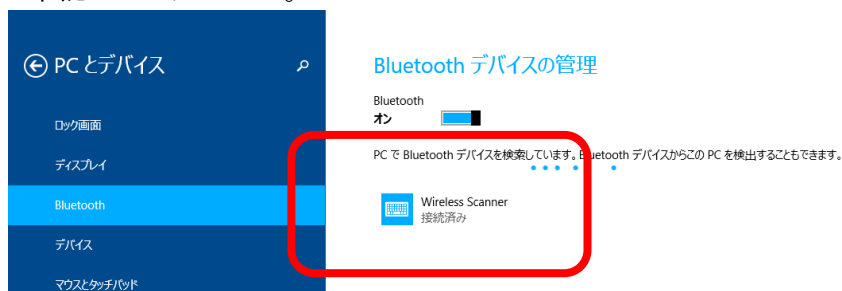 PC とデバイス
ロック画面
ディスプレイ
Bluetooth
デバイス
マウスとタッチパッド
Bluetooth デバイスの管理
Bluetooth
オン
PC で Bluetooth デバイスを検索しています。Bluetooth デバイスからこの PC を検出することもできます。
Wireless Scanner
接続済み